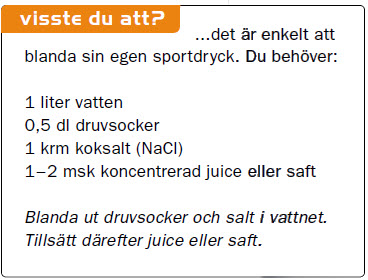 visste du att?
...det är enkelt att
blanda sin egen sportdryck. Du behöver:
1 liter vatten
0,5 dl druvsocker
1 krm koksalt (NaCl)
1–2 msk koncentrerad juice eller saft
Blanda ut druvsocker och salt i vattnet.
Tillsätt därefter juice eller saft.